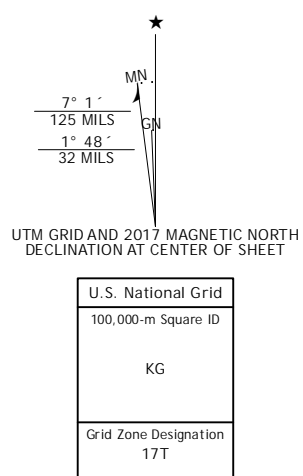 ★
MN
7° 1´
125 MILS
GN
1° 48´
32 MILS
UTM GRID AND 2017 MAGNETIC NORTH
DECLINATION AT CENTER OF SHEET
U.S. National Grid
100,000-m Square ID
KG
Grid Zone Designation
17T